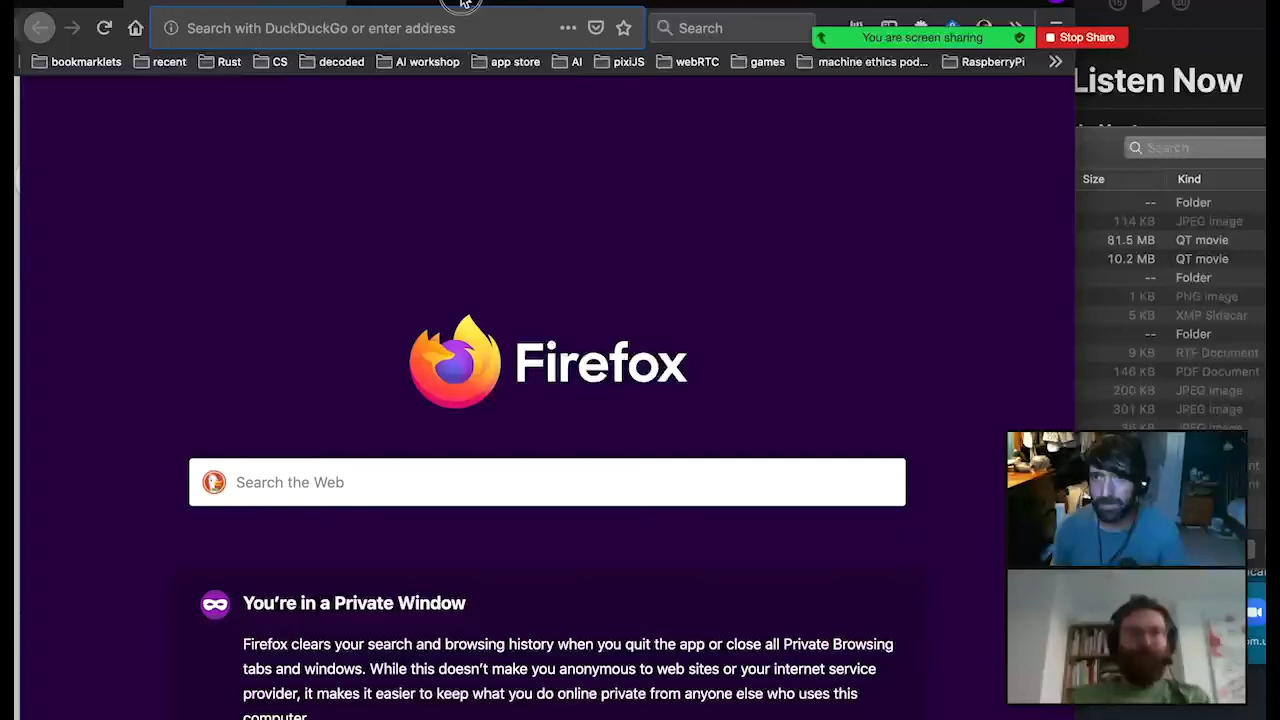 Search with DuckDuckGo or enter address
Search
You are screen sharing
Stop Share
bookmarklets
recent
Rust
CS
decoded
AI workshop
app store
AI
pixiJS
webRTC
games
machine ethics pod...
RaspberryPi
Listen Now
Search
Size Kind
-- Folder
114 KB JPEG image
81.5 MB QT movie
10.2 MB QT movie
-- Folder
1 KB PNG image
5 KB XMP Sidecar
-- Folder
9 KB RTF Document
146 KB PDF Document
200 KB JPEG image
301 KB JPEG image
36 KB JPEG image
Firefox
Search the Web
You're in a Private Window
Firefox clears your search and browsing history when you quit the app or close all Private Browsing
tabs and windows. While this doesn't make you anonymous to web sites or your internet service
provider, it makes it easier to keep what you do online private from anyone else who uses this
computer.